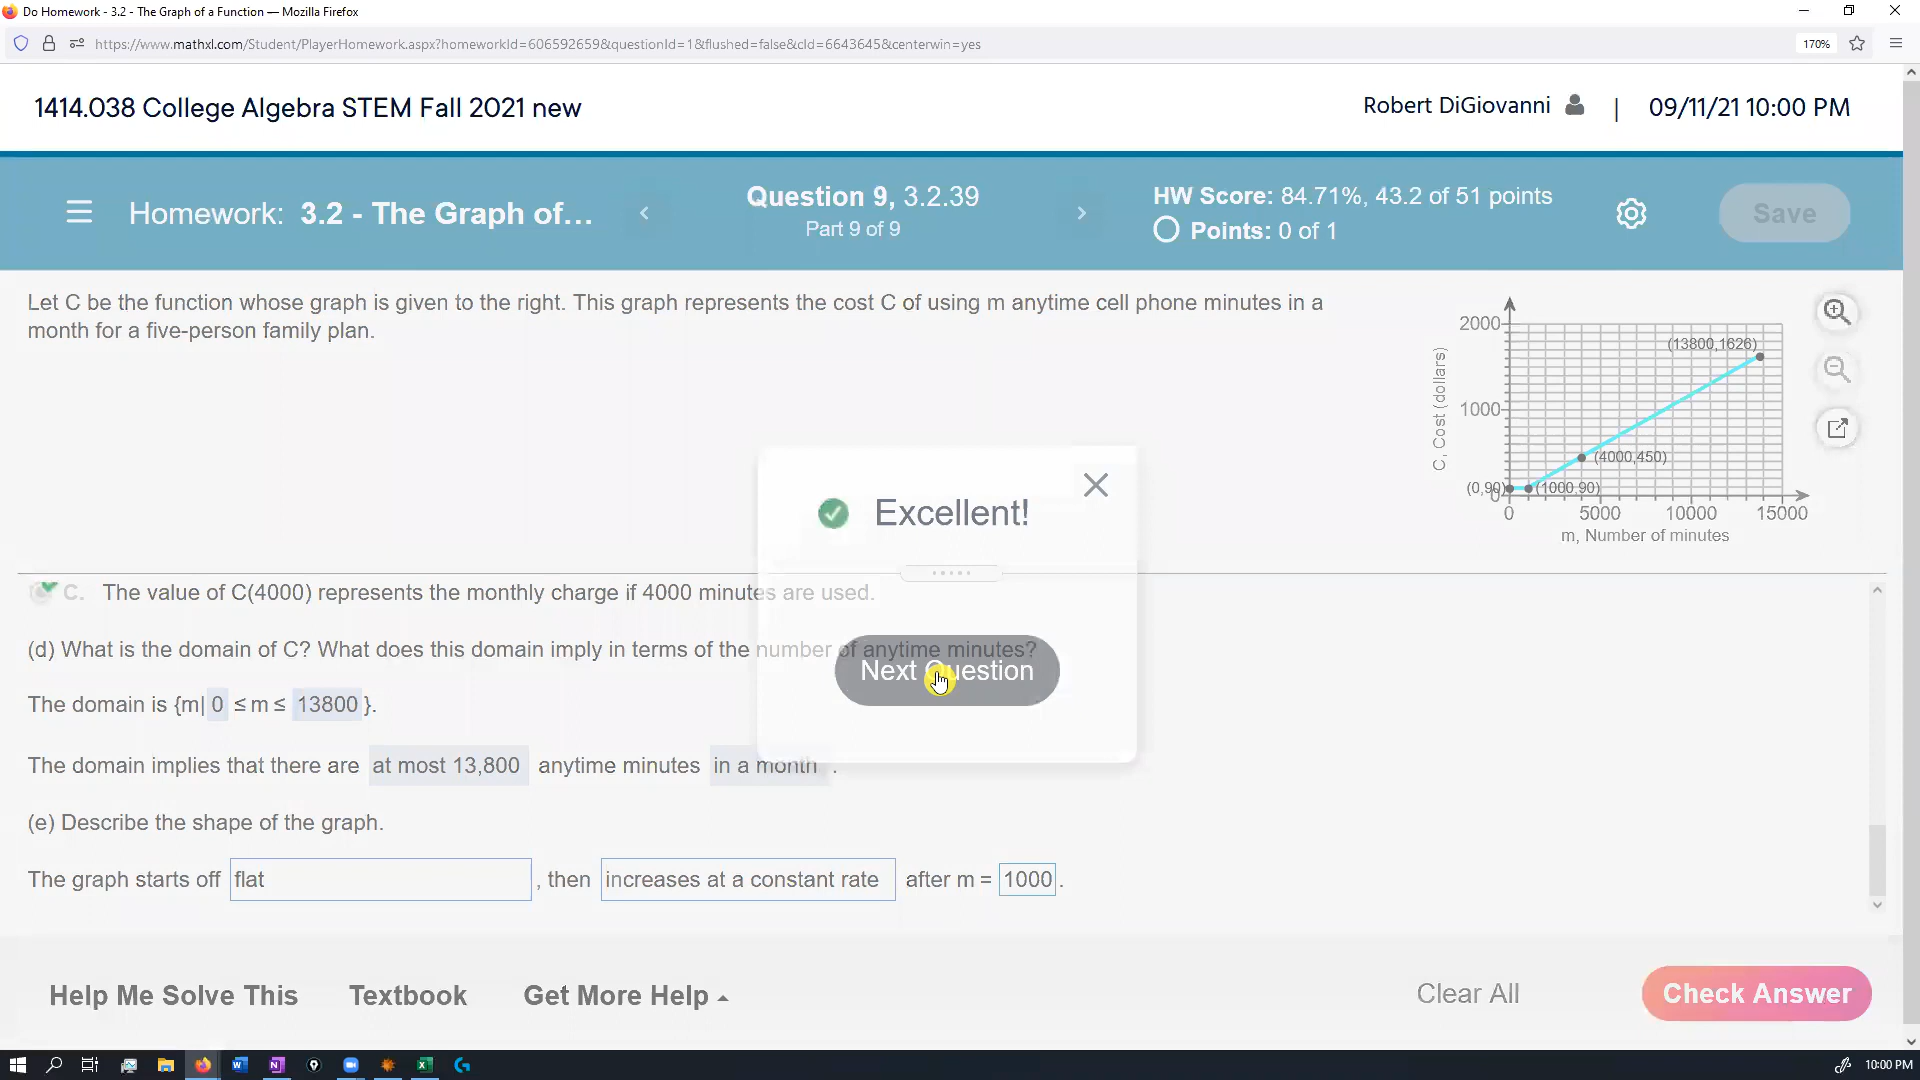 Do Homework - 3.2 - The Graph of a Function — Mozilla Firefox
https://www.mathxl.com/Student/PlayerHomework.aspx?homeworkId=606592659&questionId=1&flushed=false&cId=6643645&centerwin=yes
170%
1414.038 College Algebra STEM Fall 2021 new
Robert DiGiovanni | 09/11/21 10:00 PM
Homework: 3.2 - The Graph of...
Question 9, 3.2.39
Part 9 of 9
HW Score: 84.71%, 43.2 of 51 points
Points: 0 of 1
Save
Let C be the function whose graph is given to the right. This graph represents the cost C of using m anytime cell phone minutes in a
month for a five-person family plan.
2000
1000
0
C, Cost (dollars)
(13800,1626)
(4000,450)
(0,90)
(1000,90)
0 5000 10000 15000
m, Number of minutes
Excellent!
Next Question
C. The value of C(4000) represents the monthly charge if 4000 minutes are used.
(d) What is the domain of C? What does this domain imply in terms of the number of anytime minutes?
The domain is {m| 0 ≤ m ≤ 13800 }.
The domain implies that there are at most 13,800 anytime minutes in a month .
(e) Describe the shape of the graph.
The graph starts off flat , then increases at a constant rate after m = 1000 .
Help Me Solve This
Textbook
Get More Help
Clear All
Check Answer
10:00 PM